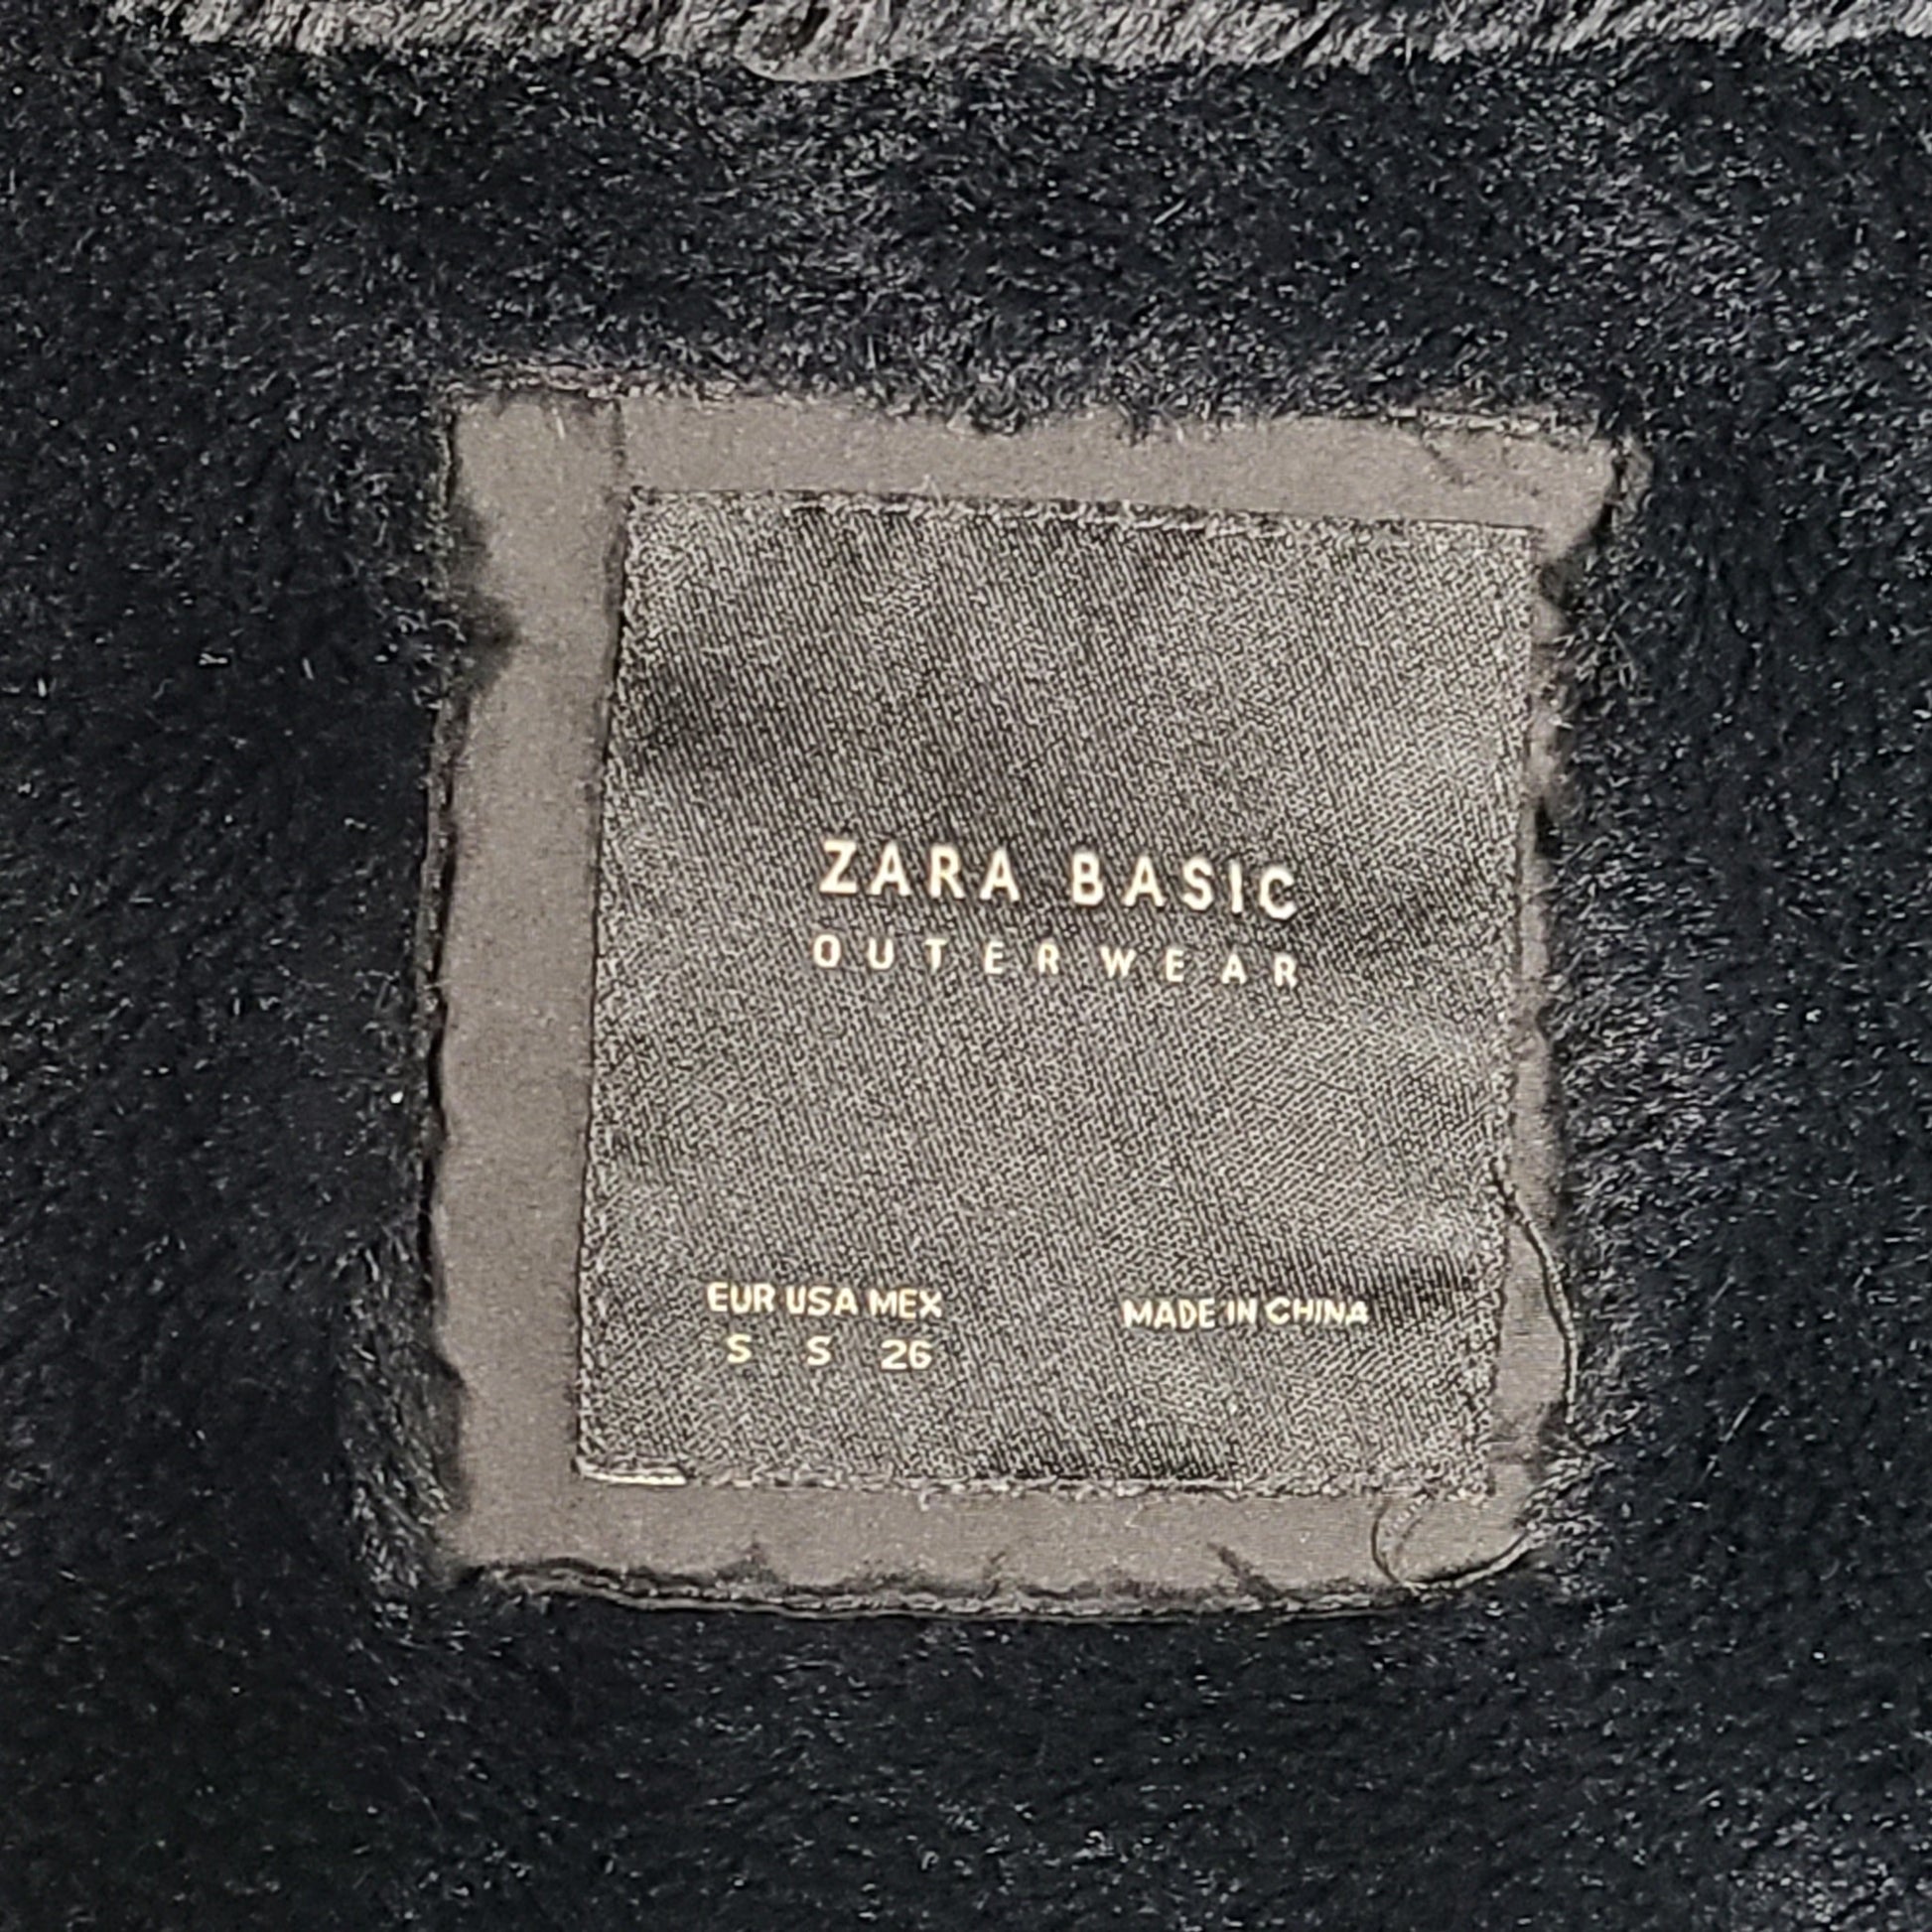 ZARA BASIC
OUTERWEAR
EUR USA MEX
S S 26
MADE IN CHINA